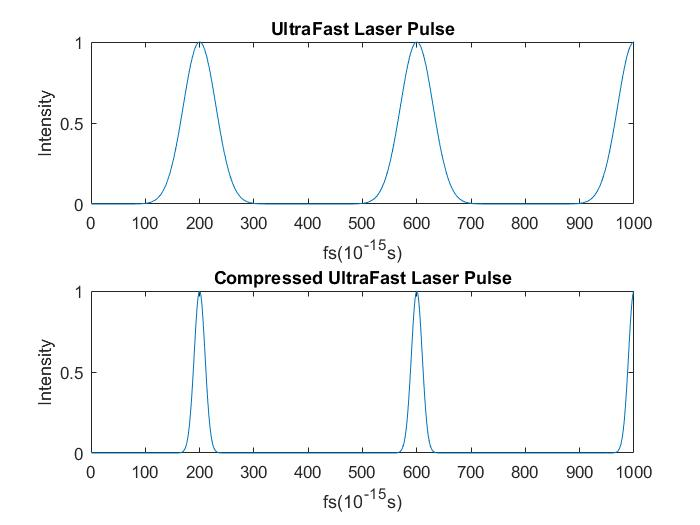 UltraFast Laser Pulse
1
0.5
0
Intensity
0 100 200 300 400 500 600 700 800 900 1000
fs(10^-15s)
Compressed UltraFast Laser Pulse
1
0.5
0
Intensity
0 100 200 300 400 500 600 700 800 900 1000
fs(10^-15s)